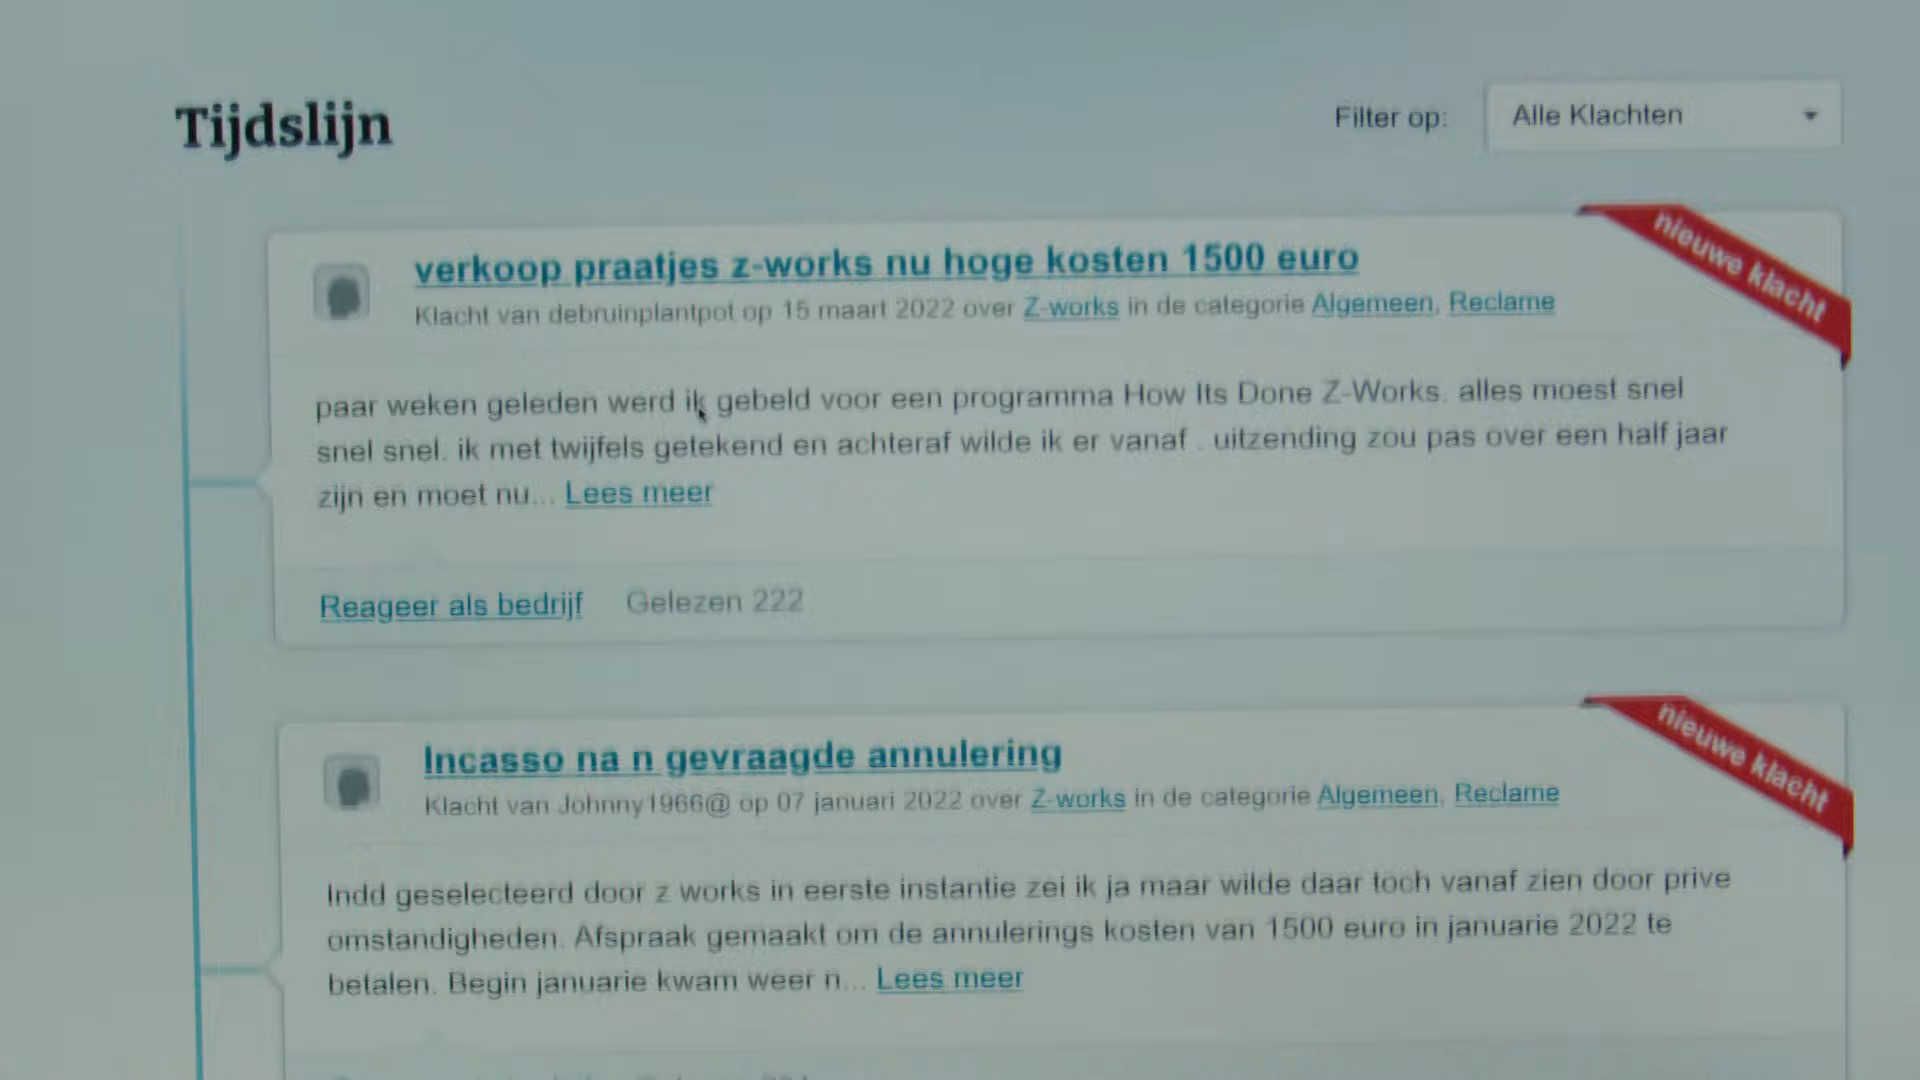 Tijdslijn
Filter op:
Alle Klachten
nieuwe klacht
verkoop praatjes z-works nu hoge kosten 1500 euro
Klacht van debruinplantpot op 15 maart 2022 over Z-works in de categorie Algemeen, Reclame
paar weken geleden werd ik gebeld voor een programma How Its Done Z-Works. alles moest snel
snel snel. ik met twijfels getekend en achteraf wilde ik er vanaf . uitzending zou pas over een half jaar
zijn en moet nu... Lees meer
Reageer als bedrijf
Gelezen 222
nieuwe klacht
Incasso na n gevraagde annulering
Klacht van Johnny1966@ op 07 januari 2022 over Z-works in de categorie Algemeen, Reclame
Indd geselecteerd door z works in eerste instantie zei ik ja maar wilde daar toch vanaf zien door prive
omstandigheden. Afspraak gemaakt om de annulerings kosten van 1500 euro in januarie 2022 te
betalen. Begin januarie kwam weer n... Lees meer